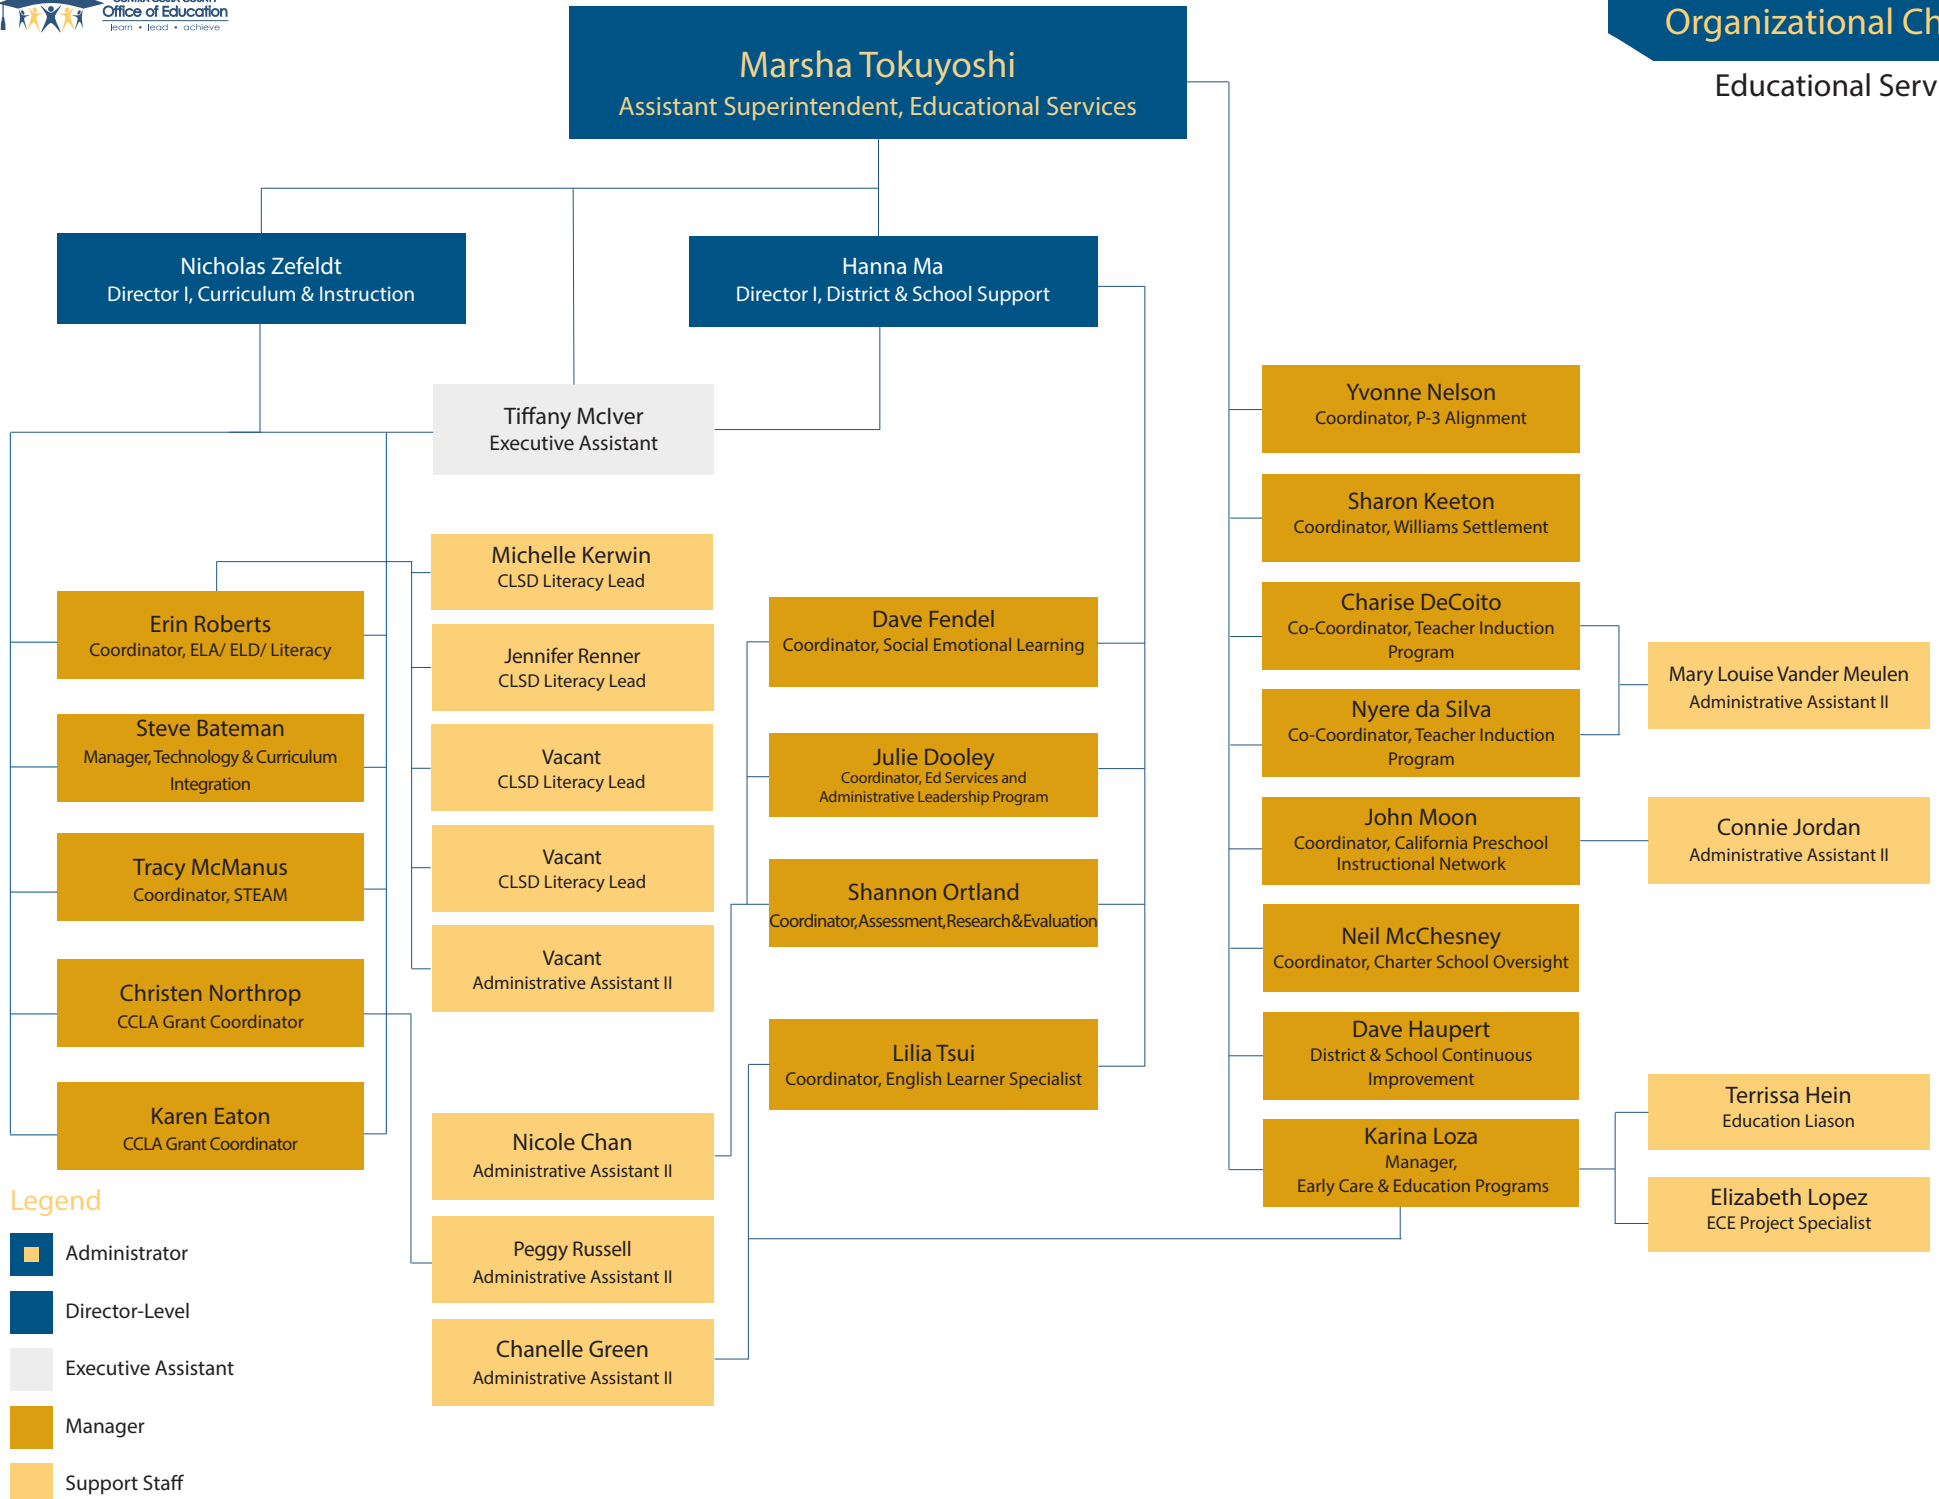 Office of Education
learn • lead • achieve
Organizational Ch
Educational Serv
Marsha Tokuyoshi
Assistant Superintendent, Educational Services
Nicholas Zefeldt
Director I, Curriculum & Instruction
Hanna Ma
Director I, District & School Support
Tiffany McIver
Executive Assistant
Erin Roberts
Coordinator, ELA/ ELD/ Literacy
Steve Bateman
Manager, Technology & Curriculum
Integration
Tracy McManus
Coordinator, STEAM
Christen Northrop
CCLA Grant Coordinator
Karen Eaton
CCLA Grant Coordinator
Michelle Kerwin
CLSD Literacy Lead
Jennifer Renner
CLSD Literacy Lead
Vacant
CLSD Literacy Lead
Vacant
CLSD Literacy Lead
Vacant
Administrative Assistant II
Nicole Chan
Administrative Assistant II
Peggy Russell
Administrative Assistant II
Chanelle Green
Administrative Assistant II
Dave Fendel
Coordinator, Social Emotional Learning
Julie Dooley
Coordinator, Ed Services and
Administrative Leadership Program
Shannon Ortland
Coordinator, Assessment, Research & Evaluation
Lilia Tsui
Coordinator, English Learner Specialist
Yvonne Nelson
Coordinator, P-3 Alignment
Sharon Keeton
Coordinator, Williams Settlement
Charise DeCoito
Co-Coordinator, Teacher Induction
Program
Nyere da Silva
Co-Coordinator, Teacher Induction
Program
John Moon
Coordinator, California Preschool
Instructional Network
Neil McChesney
Coordinator, Charter School Oversight
Dave Haupert
District & School Continuous
Improvement
Karina Loza
Manager,
Early Care & Education Programs
Mary Louise Vander Meulen
Administrative Assistant II
Connie Jordan
Administrative Assistant II
Terrissa Hein
Education Liason
Elizabeth Lopez
ECE Project Specialist
Legend
Administrator
Director-Level
Executive Assistant
Manager
Support Staff